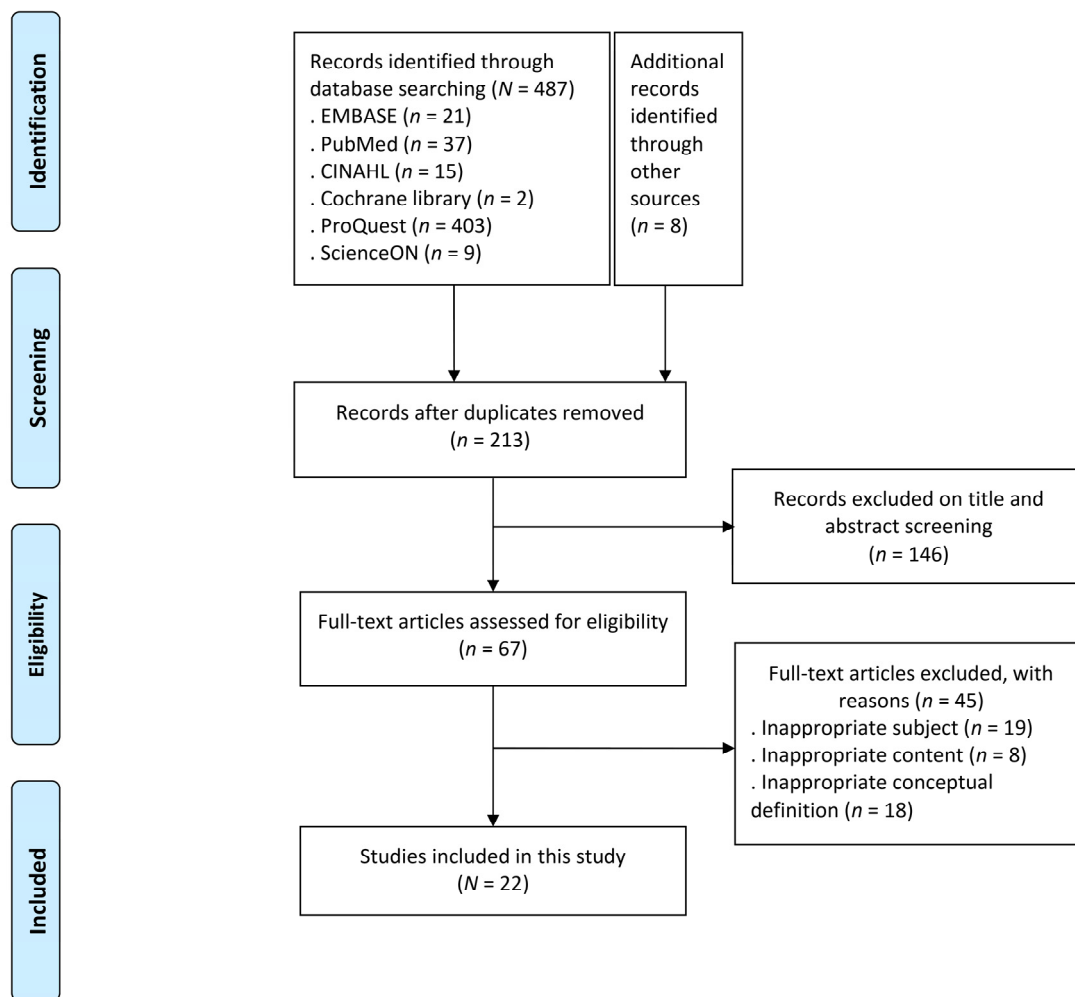 Identification
Records identified through
database searching (N = 487)
. EMBASE (n = 21)
. PubMed (n = 37)
. CINAHL (n = 15)
. Cochrane library (n = 2)
. ProQuest (n = 403)
. ScienceON (n = 9)
Additional
records
identified
through
other
sources
(n = 8)
Screening
Records after duplicates removed
(n = 213)
Records excluded on title and
abstract screening
(n = 146)
Eligibility
Full-text articles assessed for eligibility
(n = 67)
Full-text articles excluded, with
reasons (n = 45)
. Inappropriate subject (n = 19)
. Inappropriate content (n = 8)
. Inappropriate conceptual
definition (n = 18)
Included
Studies included in this study
(N = 22)